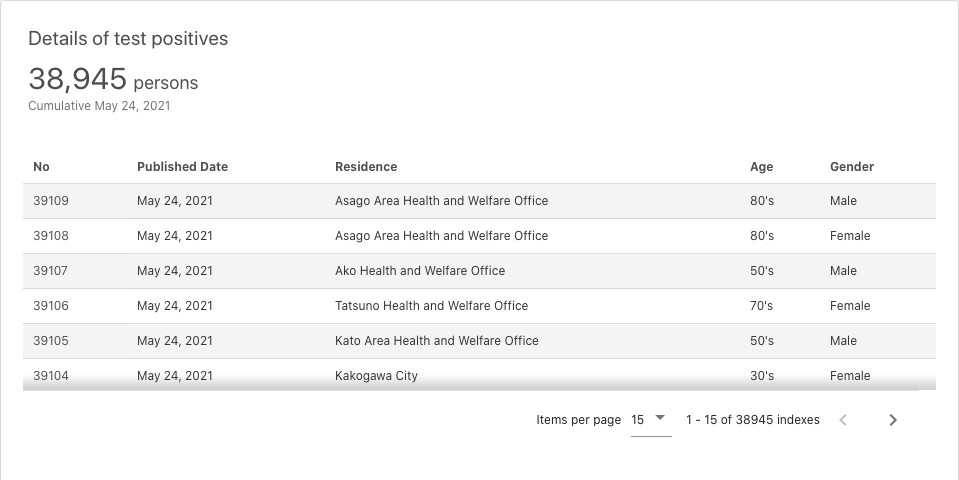 Details of test positives
38,945 persons
Cumulative May 24, 2021
No Published Date Residence Age Gender
39109 May 24, 2021 Asago Area Health and Welfare Office 80's Male
39108 May 24, 2021 Asago Area Health and Welfare Office 80's Female
39107 May 24, 2021 Ako Health and Welfare Office 50's Male
39106 May 24, 2021 Tatsuno Health and Welfare Office 70's Female
39105 May 24, 2021 Kato Area Health and Welfare Office 50's Male
39104 May 24, 2021 Kakogawa City 30's Female
Items per page 15 1 - 15 of 38945 indexes